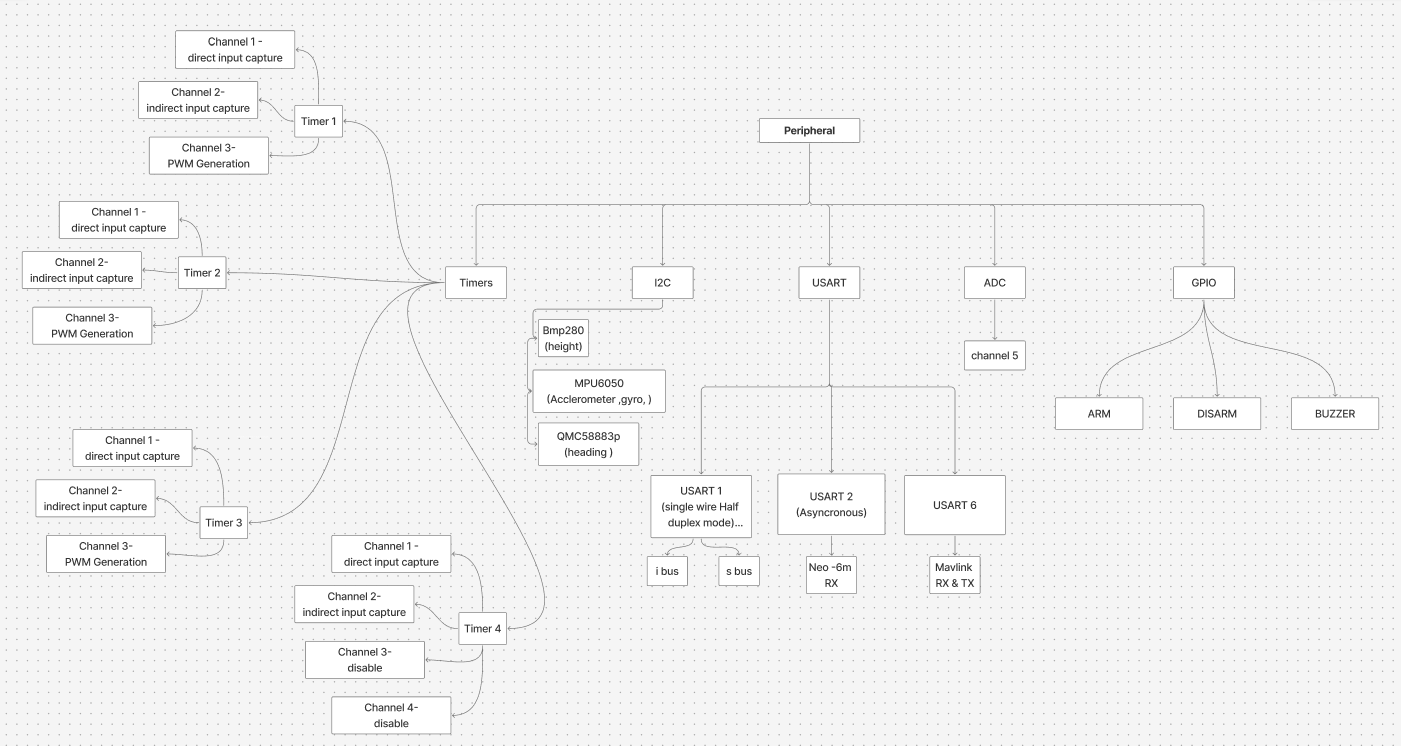 Peripheral
Timers
I2C
USART
ADC
GPIO
Timer 1
Channel 1 -
direct input capture
Channel 2-
indirect input capture
Channel 3-
PWM Generation
Timer 2
Channel 1 -
direct input capture
Channel 2-
indirect input capture
Channel 3-
PWM Generation
Timer 3
Channel 1 -
direct input capture
Channel 2-
indirect input capture
Channel 3-
PWM Generation
Timer 4
Channel 1 -
direct input capture
Channel 2-
indirect input capture
Channel 3-
disable
Channel 4-
disable
Bmp280
(height)
MPU6050
(Acclerometer ,gyro, )
QMC58883p
(heading )
USART 1
(single wire Half
duplex mode)...
i bus
s bus
USART 2
(Asyncronous)
Neo -6m
RX
USART 6
Mavlink
RX & TX
channel 5
ARM
DISARM
BUZZER